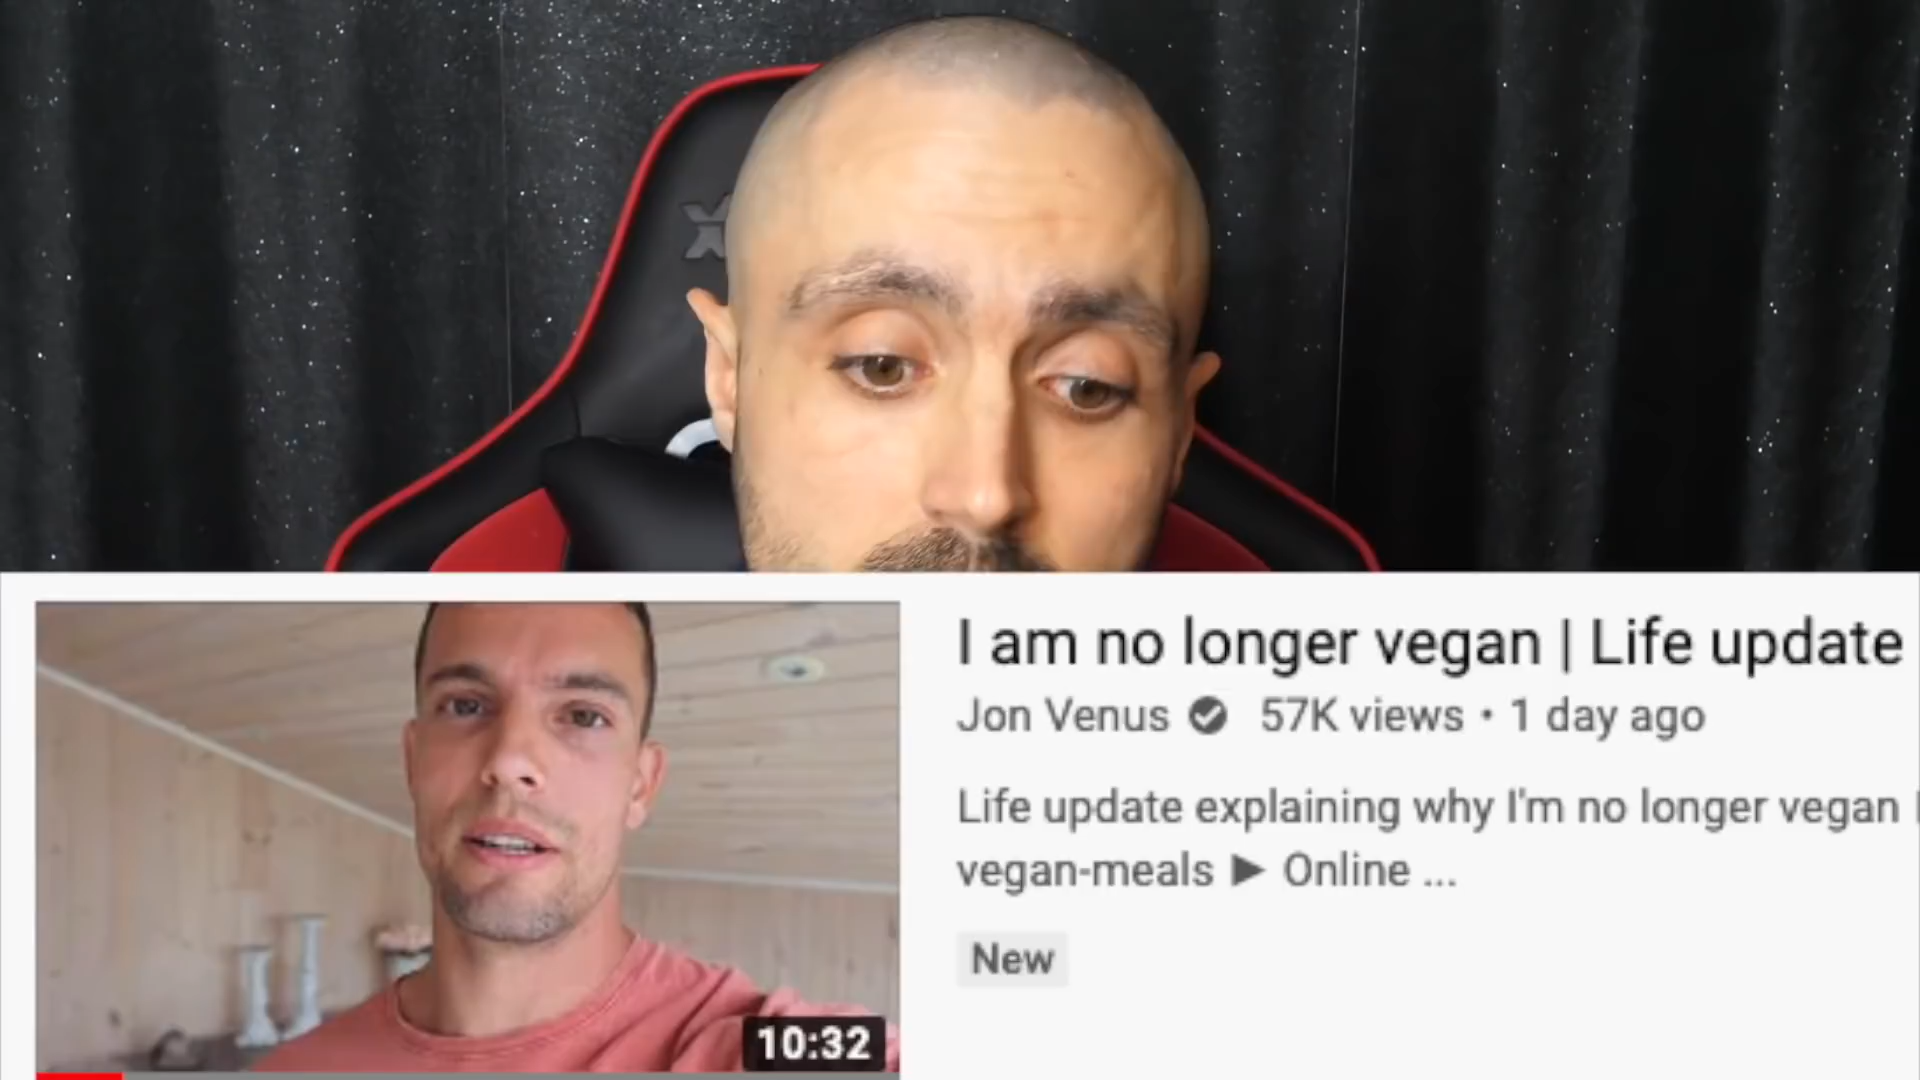 I am no longer vegan | Life update
Jon Venus 57K views • 1 day ago
Life update explaining why I'm no longer vegan
vegan-meals ▶ Online ...
New
10:32